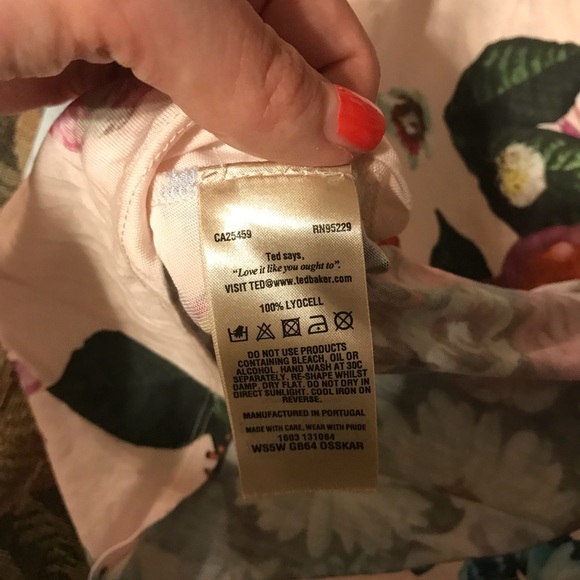 CA25459 RN95229
Ted says,
"Love it like you ought to".
VISIT TED@www.tedbaker.com
100% LYOCELL
DO NOT USE PRODUCTS
CONTAINING BLEACH, OIL OR
ALCOHOL. HAND WASH AT 30C
SEPARATELY. RE-SHAPE WHILST
DAMP. DRY FLAT. DO NOT DRY IN
DIRECT SUNLIGHT. COOL IRON ON
REVERSE.
MANUFACTURED IN PORTUGAL
MADE WITH CARE, WEAR WITH PRIDE
1603 131064
WS5W GB64 DSSKAR